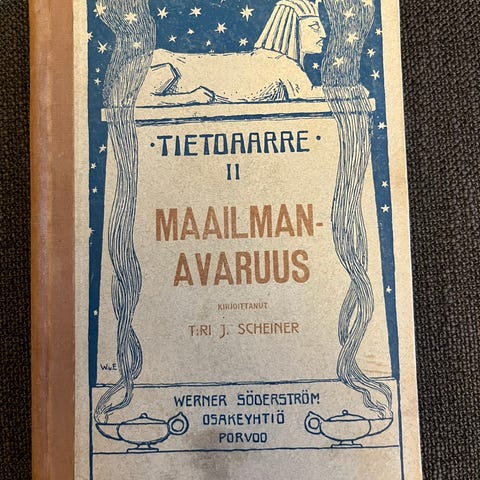 ·TIETOAARRE·
II
MAAILMAN-
AVARUUS
KIRJOITTANUT
T:RI J. SCHEINER
W.v.E
WERNER SÖDERSTRÖM
OSAKEYHTIÖ
PORVOO